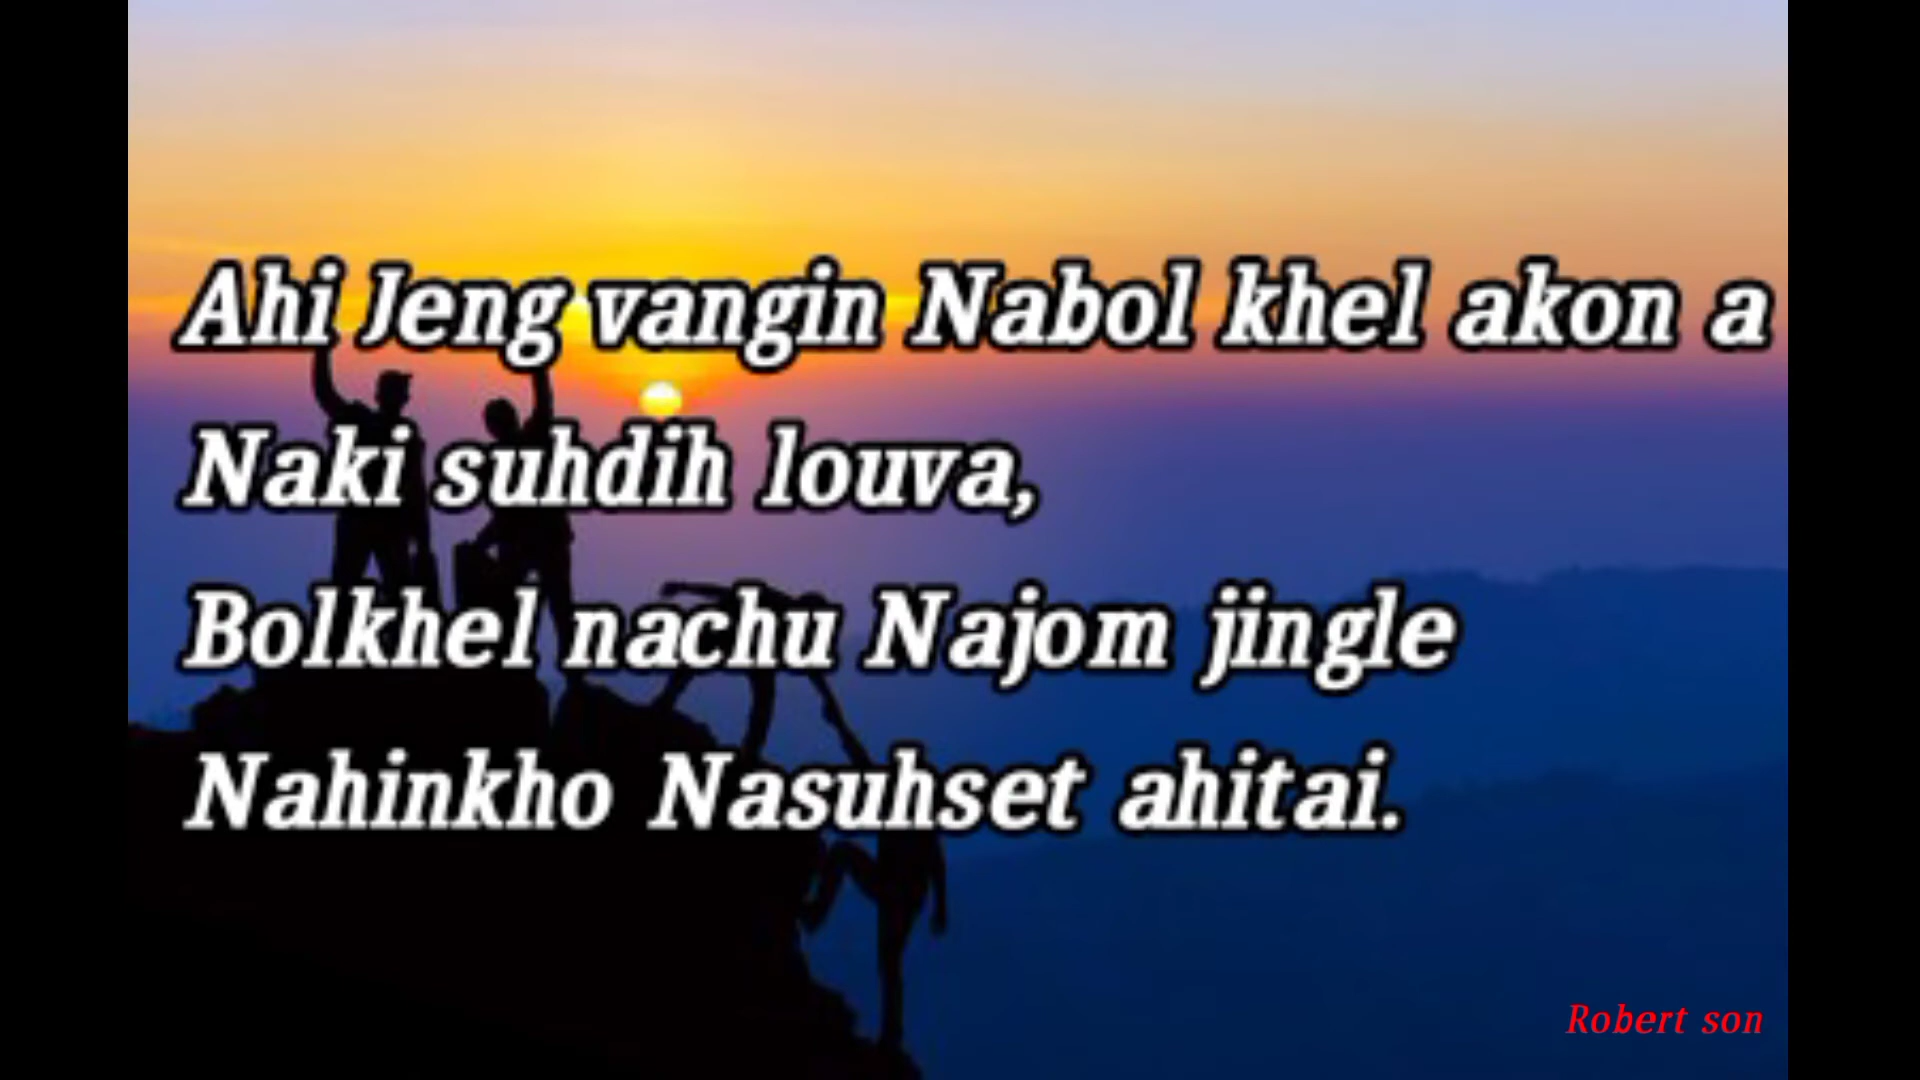 Ahi Jeng vangin Nabol khel akon a
Naki suhdih louva,
Bolkhel nachu Najom jingle
Nahinkho Nasuhset ahitai.
Robert son